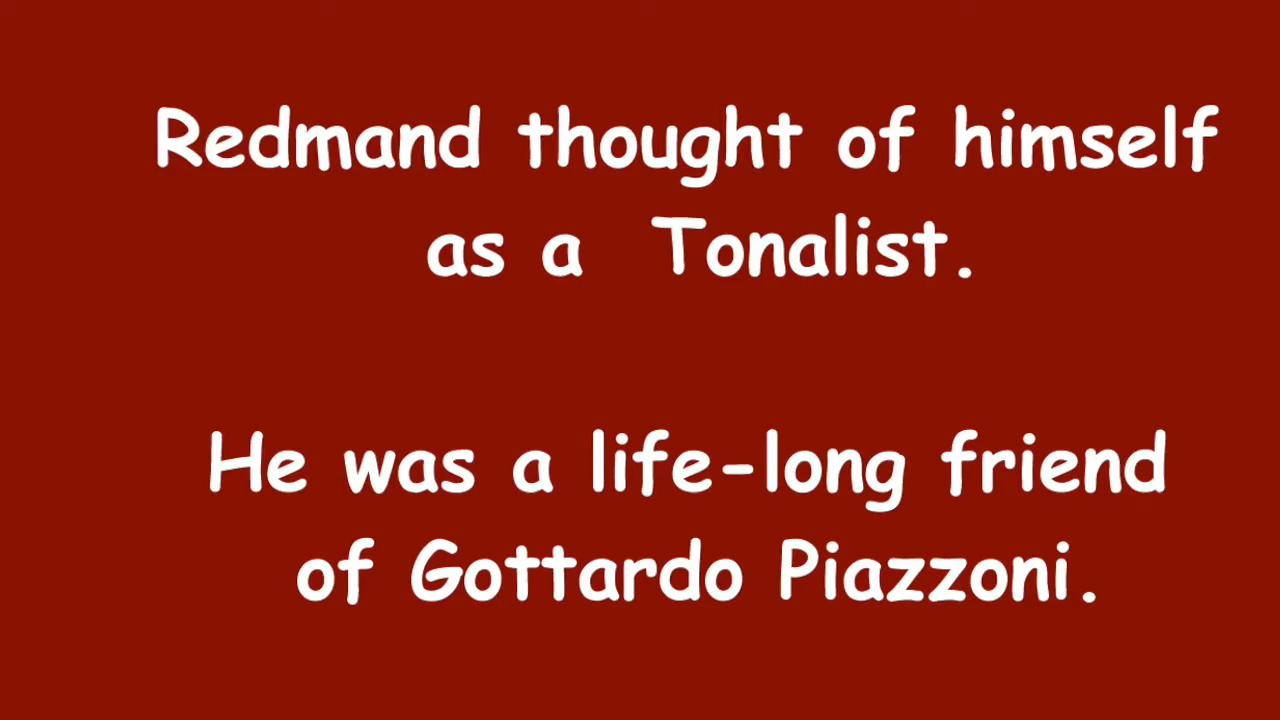 Redmand thought of himself
as a  Tonalist.
He was a life-long friend
of Gottardo Piazzoni.